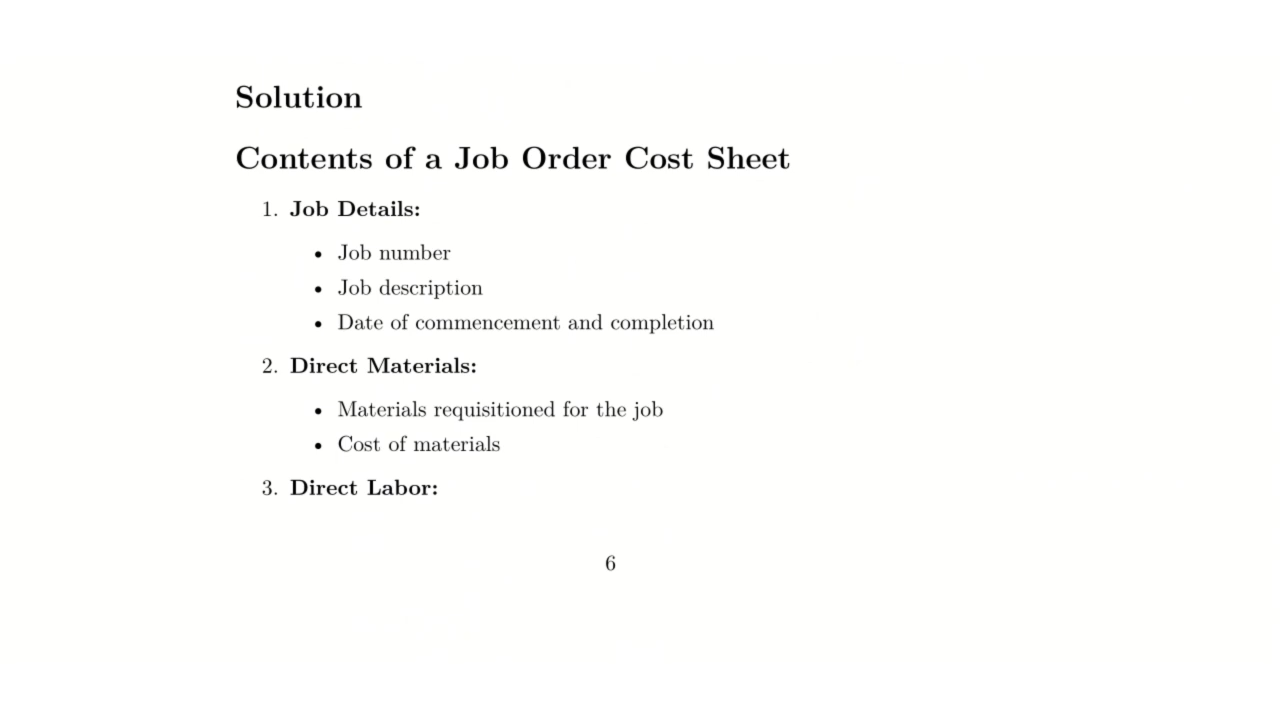 Solution
Contents of a Job Order Cost Sheet
1. Job Details:
• Job number
• Job description
• Date of commencement and completion
2. Direct Materials:
• Materials requisitioned for the job
• Cost of materials
3. Direct Labor:
6